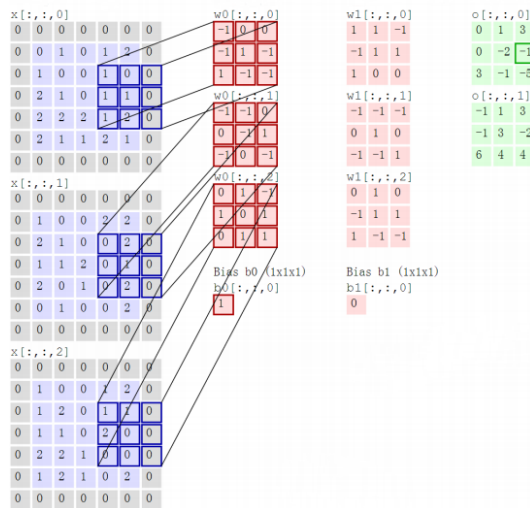 x[:,:,0]
0 0 0 0 0 0 0
0 0 1 0 1 2 0
0 1 0 0 1 0 0
0 2 1 0 1 1 0
0 2 2 2 1 2 0
0 2 1 1 2 1 0
0 0 0 0 0 0 0
x[:,:,1]
0 0 0 0 0 0 0
0 1 0 0 2 2 0
0 2 1 0 0 2 0
0 1 1 2 0 1 0
0 2 0 1 0 2 0
0 0 1 0 0 2 0
0 0 0 0 0 0 0
x[:,:,2]
0 0 0 0 0 0 0
0 1 0 0 1 2 0
0 1 2 0 1 1 0
0 1 1 0 2 0 0
0 2 2 1 0 0 0
0 1 2 1 0 2 0
0 0 0 0 0 0 0
w0[:,:,0]
-1 0 0
-1 1 -1
1 -1 -1
w0[:,:,1]
-1 -1 0
0 -1 1
-1 0 -1
w0[:,:,2]
0 1 -1
1 0 1
0 1 1
Bias b0 (1x1x1)
b0[:,:,0]
1
w1[:,:,0]
1 1 -1
-1 1 1
1 0 0
w1[:,:,1]
-1 -1 -1
0 1 0
-1 -1 1
w1[:,:,2]
0 1 0
-1 1 1
1 -1 -1
Bias b1 (1x1x1)
b1[:,:,0]
0
o[:,:,0]
0 1 3
0 -2 -1
3 -1 -5
o[:,:,1]
-1 1 3
-1 3 -2
6 4 4